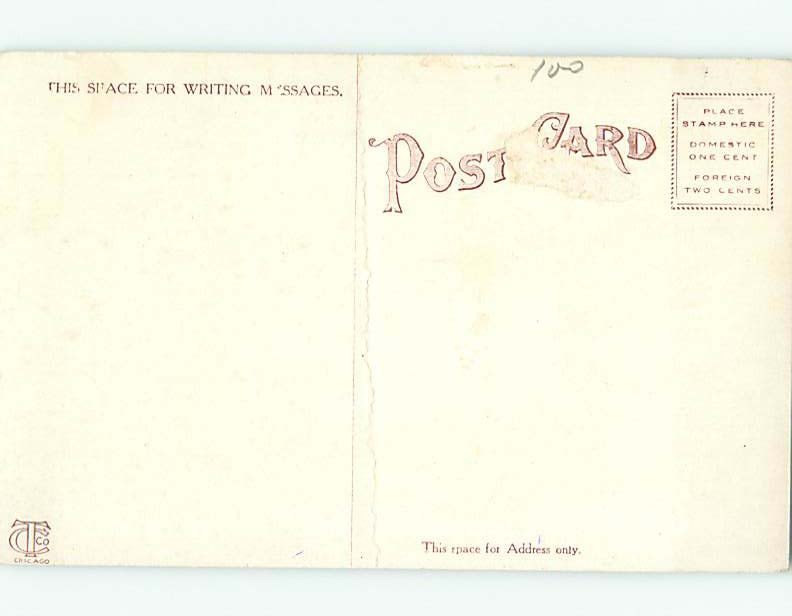 100
THIS SPACE FOR WRITING MESSAGES.
POST CARD
PLACE
STAMP HERE
DOMESTIC
ONE CENT
FOREIGN
TWO CENTS
This space for Address only.
CTCo
CHICAGO